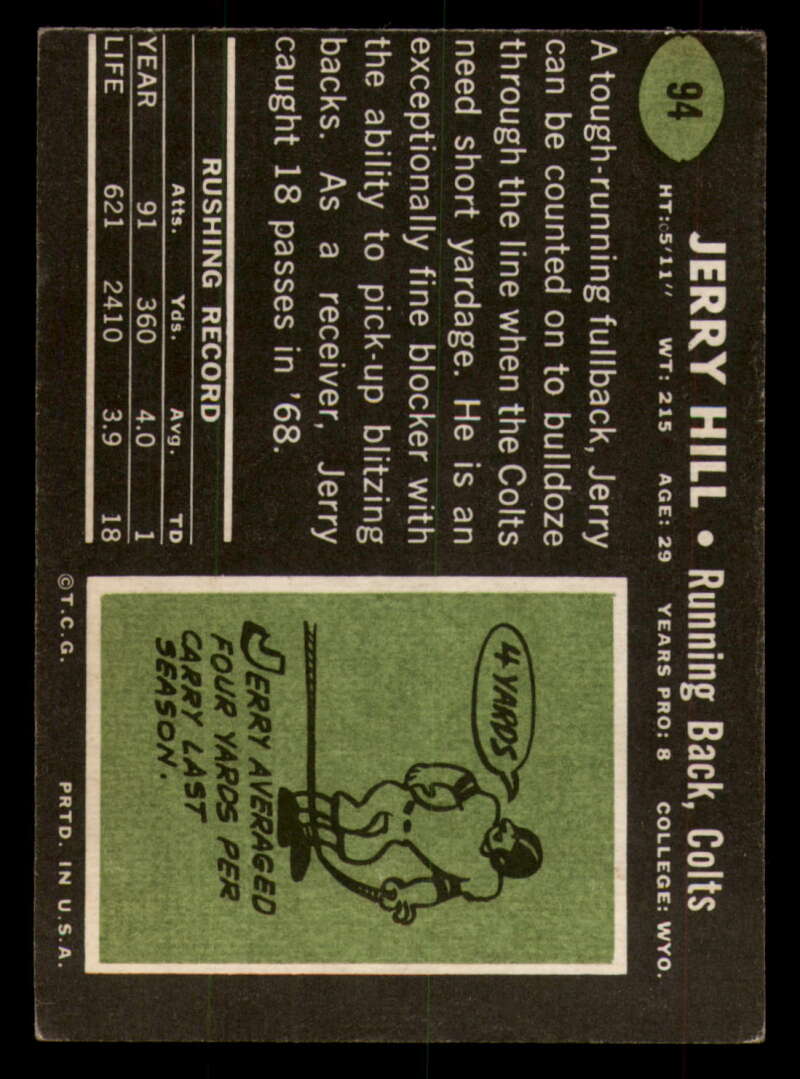 94
JERRY HILL • Running Back, Colts
HT: 5'11" WT: 215 AGE: 29 YEARS PRO: 8 COLLEGE: WYO.
A tough-running fullback, Jerry
can be counted on to bulldoze
through the line when the Colts
need short yardage. He is an
exceptionally fine blocker with
the ability to pick-up blitzing
backs. As a receiver, Jerry
caught 18 passes in '68.
RUSHING RECORD
Atts. Yds. Avg. TD
YEAR 91 360 4.0 1
LIFE 621 2410 3.9 18
4 YARDS
JERRY AVERAGED
FOUR YARDS PER
CARRY LAST
SEASON.
©T.C.G. PRTD. IN U.S.A.